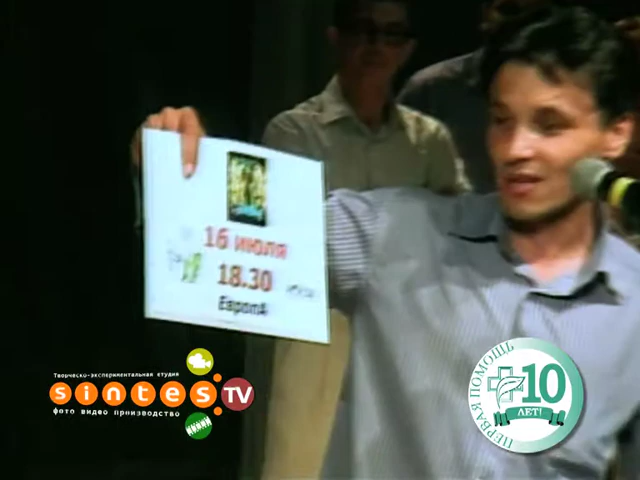 16 июля
18.30
Европа
Творческо-экспериментальная студия
sintes TV
фото видео производство
ПЕРВАЯ ПОМОЩЬ
+10
ЛЕТ!